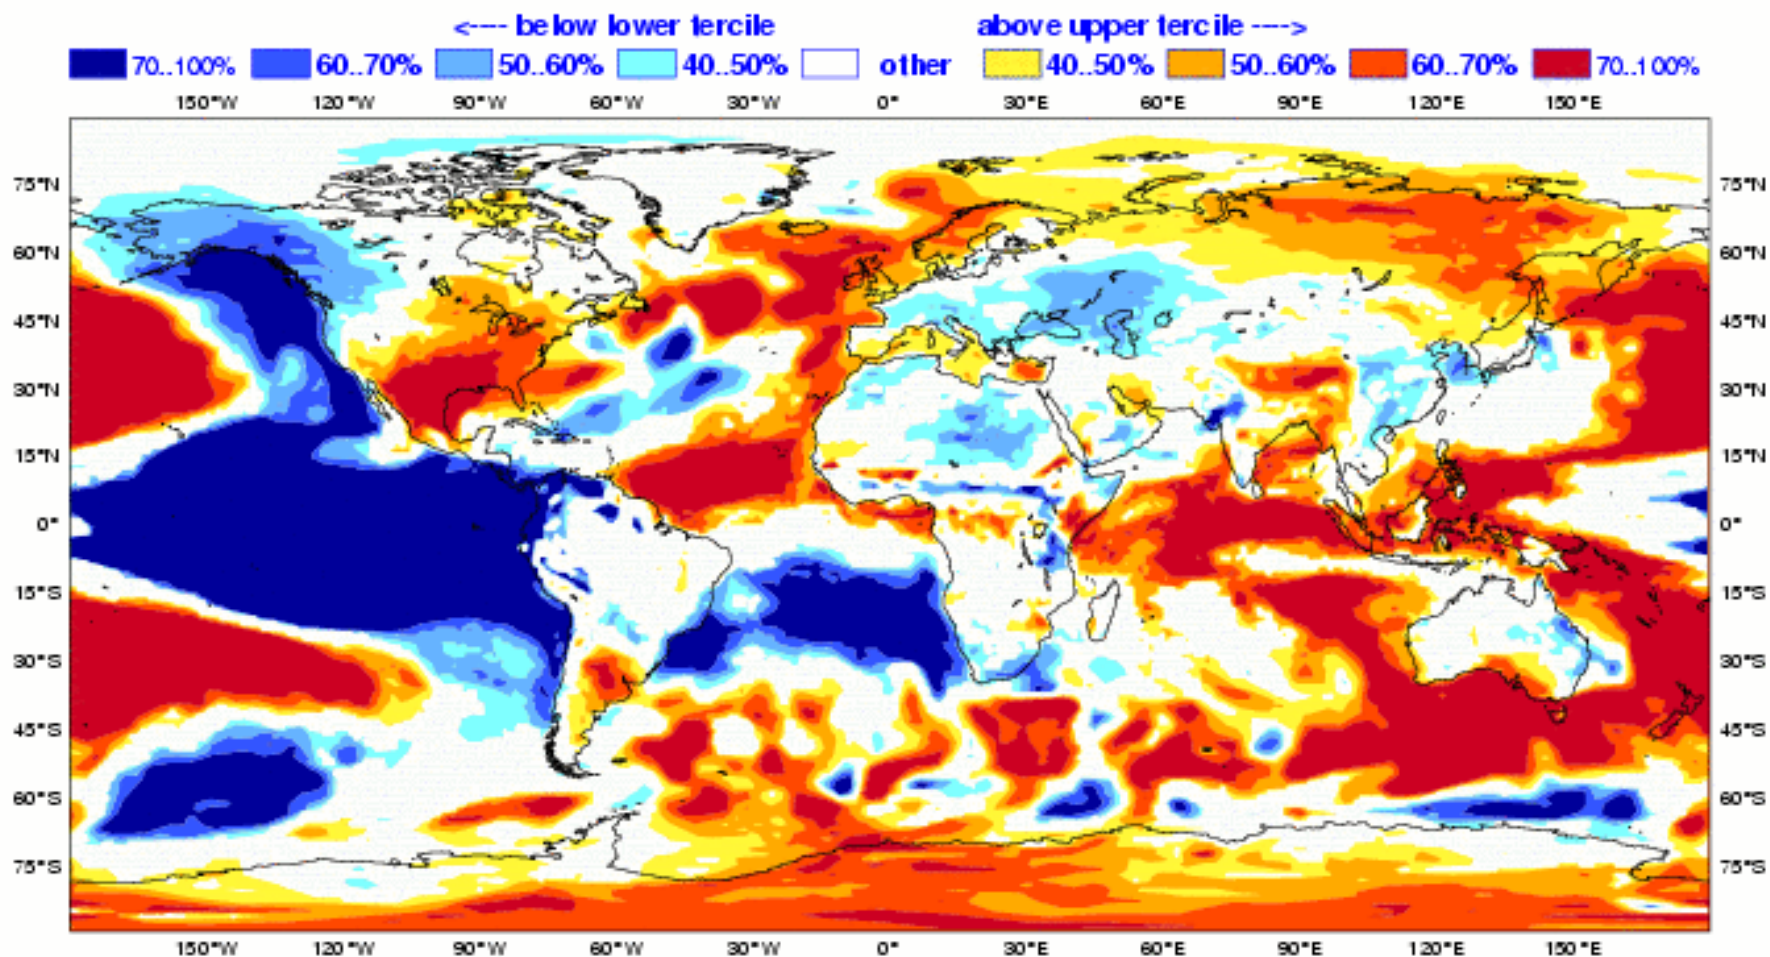 <---- below lower tercile above upper tercile ---->
70..100% 60..70% 50..60% 40..50% other 40..50% 50..60% 60..70% 70..100%
150°W 120°W 90°W 60°W 30°W 0° 30°E 60°E 90°E 120°E 150°E
75°N 75°N
60°N 60°N
45°N 45°N
30°N 30°N
15°N 15°N
0° 0°
15°S 15°S
30°S 30°S
45°S 45°S
60°S 60°S
75°S 75°S
150°W 120°W 90°W 60°W 30°W 0° 30°E 60°E 90°E 120°E 150°E